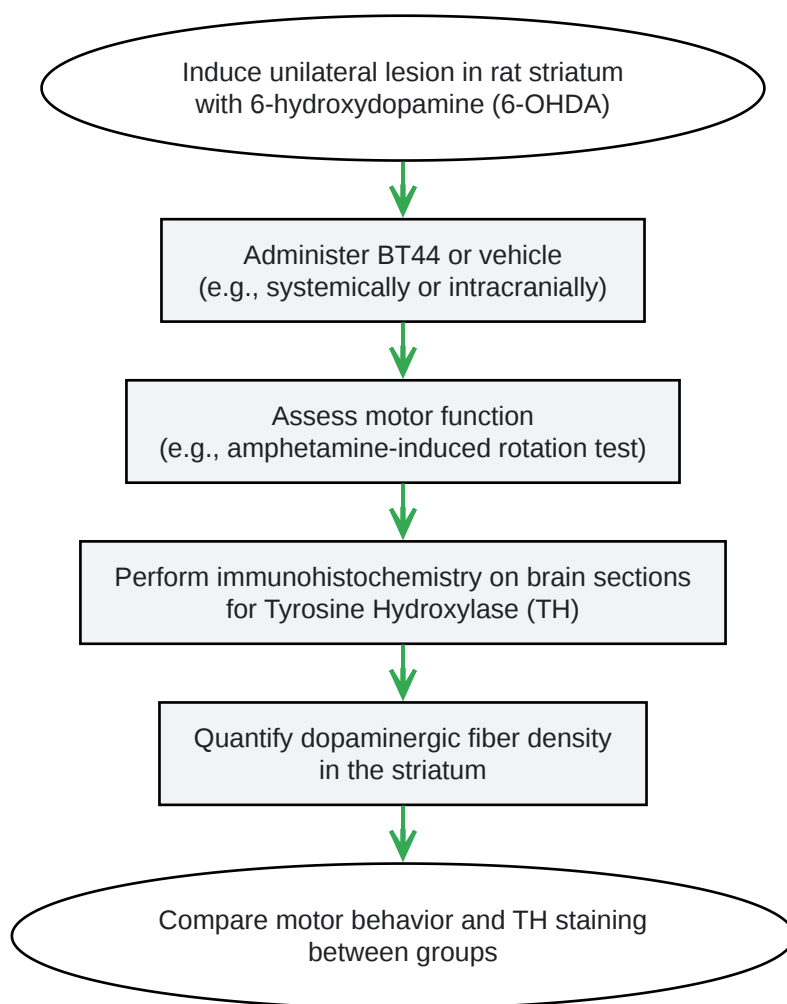 Induce unilateral lesion in rat striatum
with 6-hydroxydopamine (6-OHDA)
Administer BT44 or vehicle
(e.g., systemically or intracranially)
Assess motor function
(e.g., amphetamine-induced rotation test)
Perform immunohistochemistry on brain sections
for Tyrosine Hydroxylase (TH)
Quantify dopaminergic fiber density
in the striatum
Compare motor behavior and TH staining
between groups